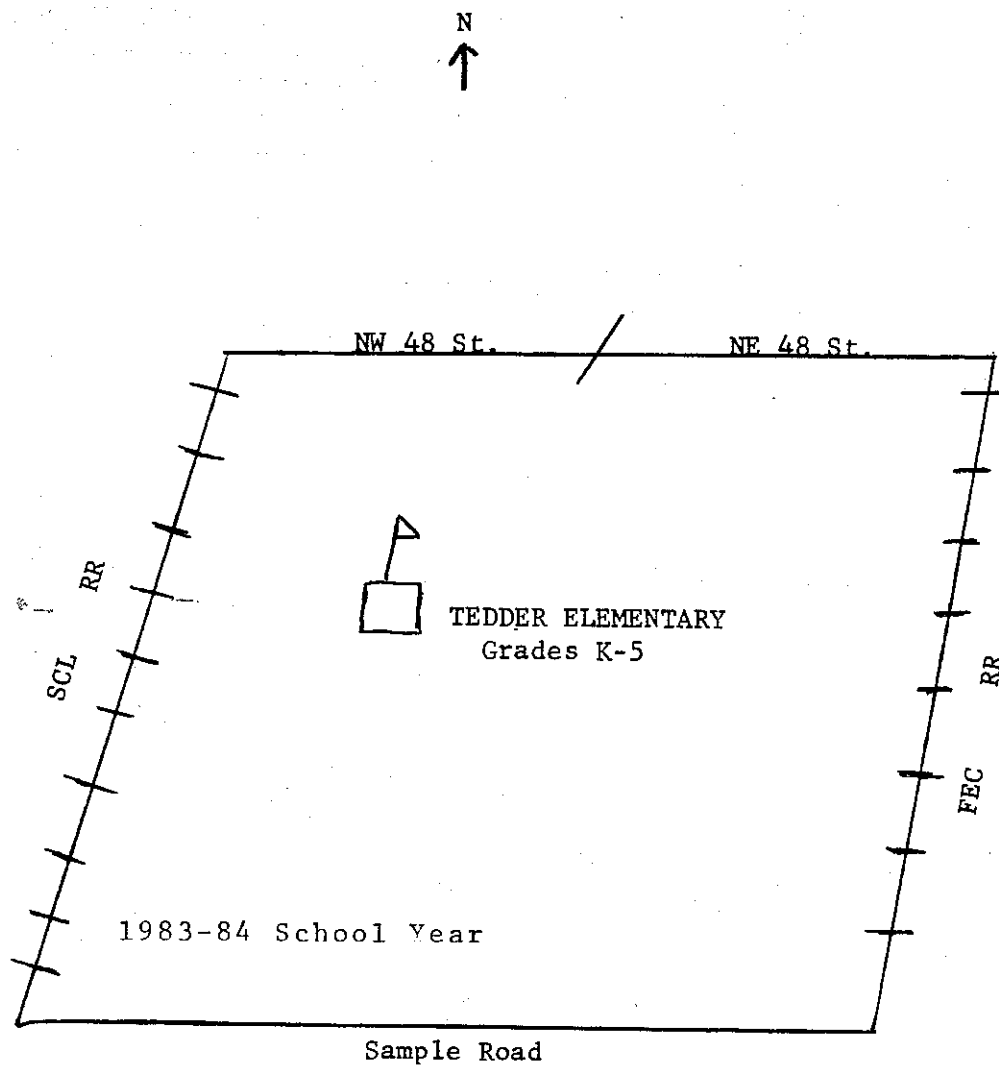 N
NW 48 St. NE 48 St.
RR
SCL
TEDDER ELEMENTARY
Grades K-5
RR
FEC
1983-84 School Year
Sample Road